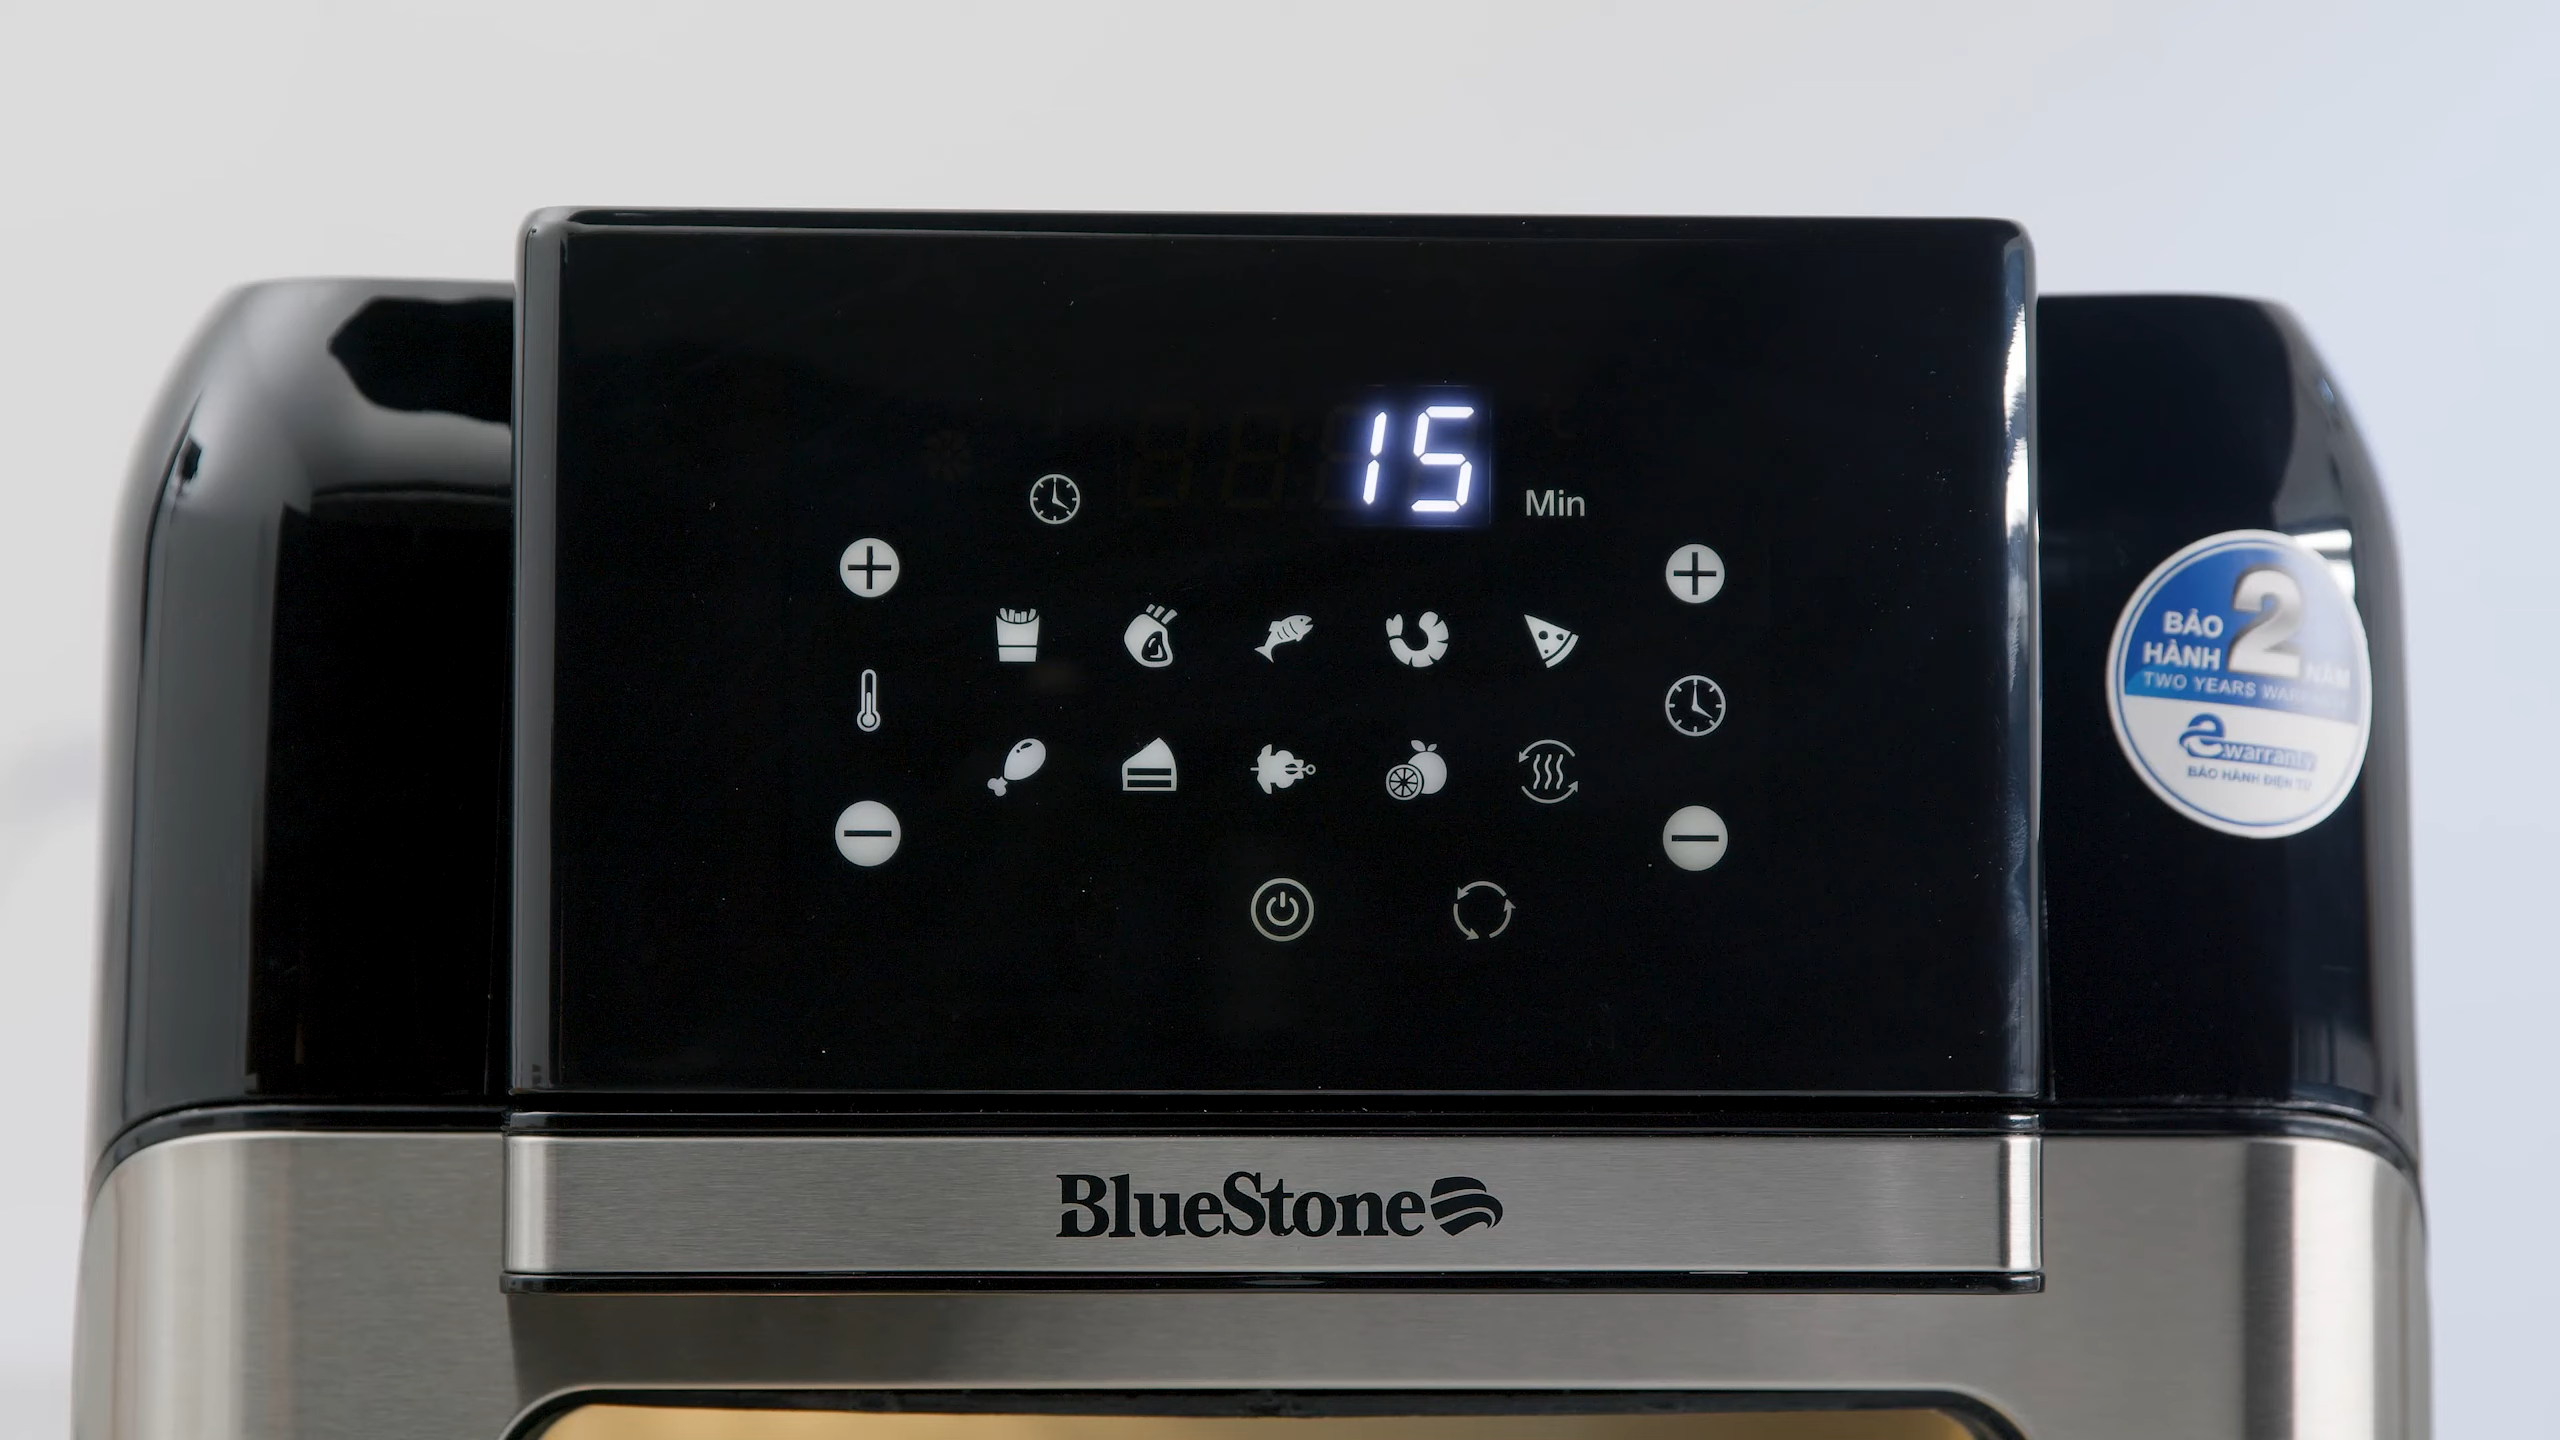 15
Min
BẢO
HÀNH
2
NĂM
TWO YEARS WARRANTY
ewarranty
BẢO HÀNH ĐIỆN TỬ
BlueStone